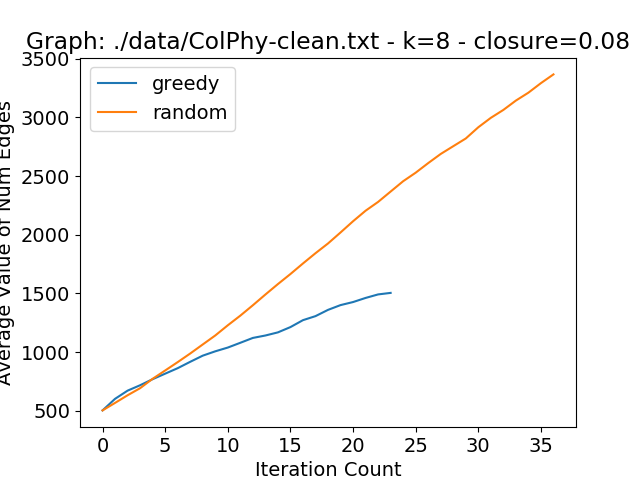 Graph: ./data/ColPhy-clean.txt - k=8 - closure=0.08
3500
3000
2500
2000
1500
1000
500
Average Value of Num Edges
greedy
random
0 5 10 15 20 25 30 35
Iteration Count